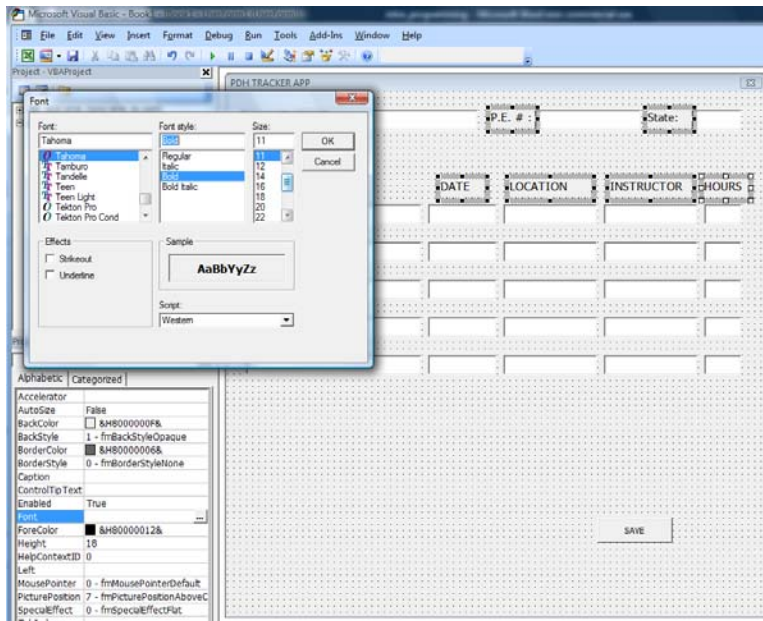 Microsoft Visual Basic - Book1 - [Book1 - UserForm1 (UserForm)]
File Edit View Insert Format Debug Run Tools Add-Ins Window Help
Project - VBAProject
PDH TRACKER APP
Font
Font: Font style: Size:
Tahoma Bold 11
OK
Cancel
Tahoma Regular 11
Tamburo Italic 12
Tandelle Bold 14
Teen Bold Italic 16
Teen Light 18
Tekton Pro 20
Tekton Pro Cond 22
Effects
Strikeout
Underline
Sample
AaBbYyZz
Script:
Western
P.E. # : State:
DATE LOCATION INSTRUCTOR HOURS
SAVE
Alphabetic Categorized
Accelerator
AutoSize False
BackColor &H8000000F&
BackStyle 1 - fmBackStyleOpaque
BorderColor &H80000006&
BorderStyle 0 - fmBorderStyleNone
Caption
ControlTipText
Enabled True
Font ...
ForeColor &H80000012&
Height 18
HelpContextID 0
Left
MousePointer 0 - fmMousePointerDefault
PicturePosition 7 - fmPicturePositionAboveC
SpecialEffect 0 - fmSpecialEffectFlat